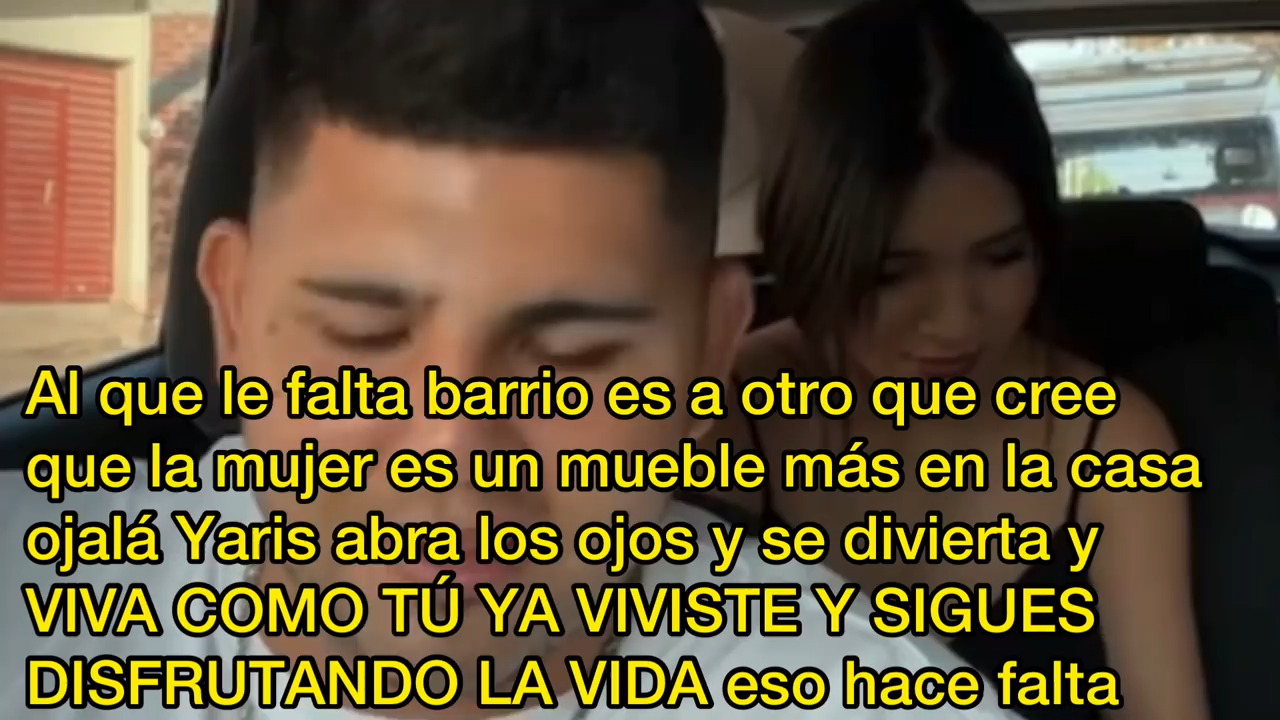 Al que le falta barrio es a otro que cree
que la mujer es un mueble más en la casa
ojalá Yaris abra los ojos y se divierta y
VIVA COMO TÚ YA VIVISTE Y SIGUES
DISFRUTANDO LA VIDA eso hace falta